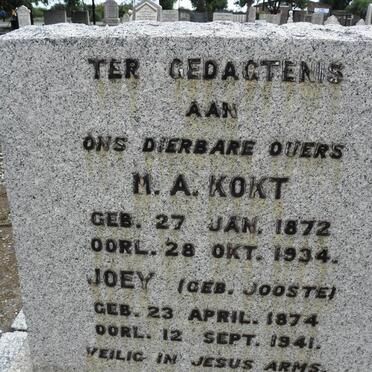 TER GEDAGTENIS
AAN
ONS DIERBARE OUERS
M. A. KOKT
GEB. 27 JAN. 1872
OORL. 28 OKT. 1934.
JOEY (GEB. JOOSTE)
GEB. 23 APRIL. 1874
OORL. 12 SEPT. 1941.
VEILIG IN JESUS ARMS.